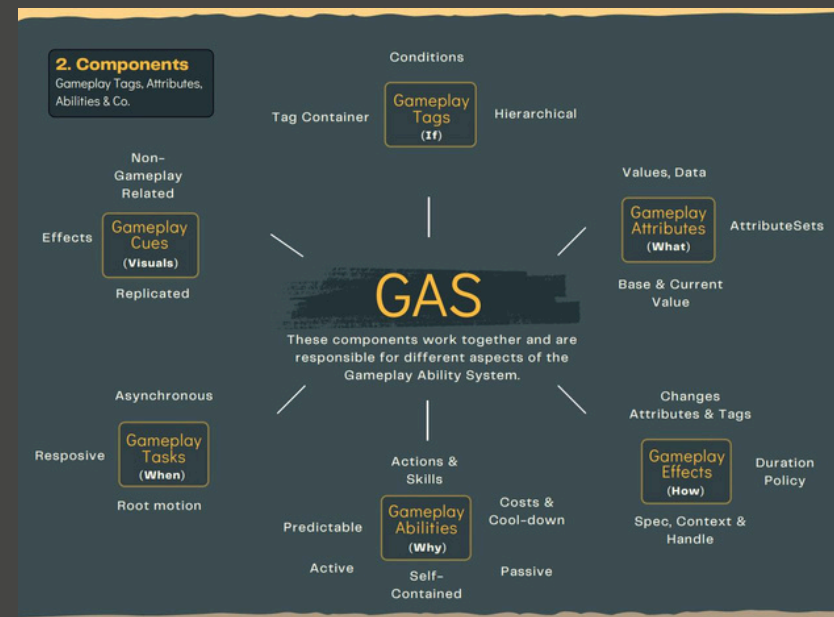 2. Components
Gameplay Tags, Attributes,
Abilities & Co.
Conditions
Tag Container
Gameplay
Tags
(If)
Hierarchical
Non-
Gameplay
Related
Effects
Gameplay
Cues
(Visuals)
Replicated
Values, Data
Gameplay
Attributes
(What)
AttributeSets
Base & Current
Value
GAS
These components work together and are
responsible for different aspects of the
Gameplay Ability System.
Asynchronous
Resposive
Gameplay
Tasks
(When)
Root motion
Actions &
Skills
Predictable
Gameplay
Abilities
(Why)
Costs &
Cool-down
Active
Self-
Contained
Passive
Changes
Attributes & Tags
Gameplay
Effects
(How)
Duration
Policy
Spec, Context &
Handle